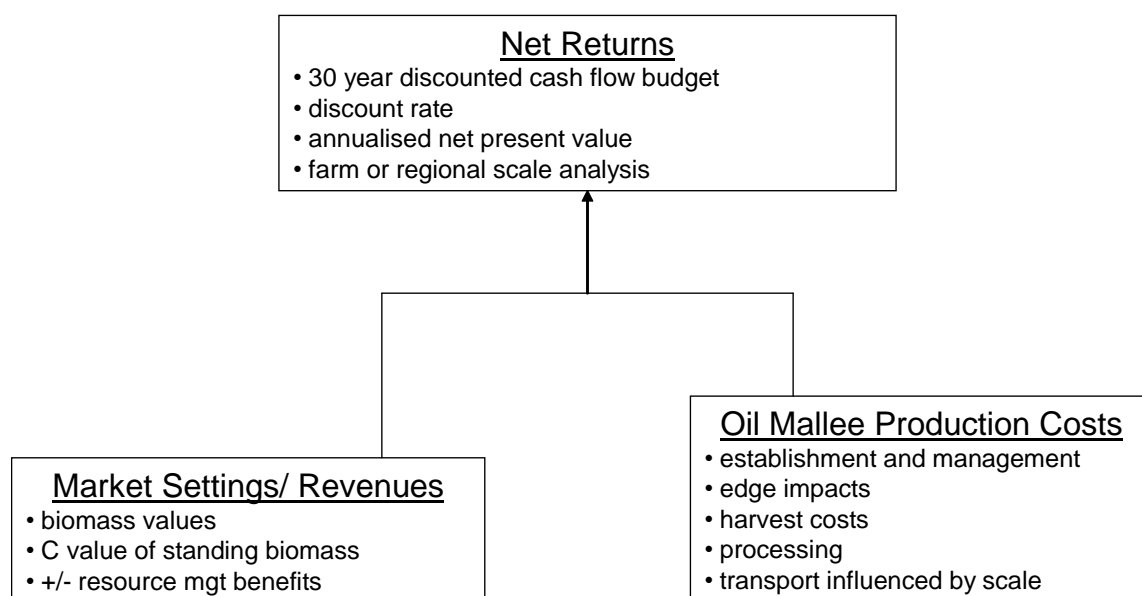 Net Returns
• 30 year discounted cash flow budget
• discount rate
• annualised net present value
• farm or regional scale analysis
Market Settings/ Revenues
• biomass values
• C value of standing biomass
• +/- resource mgt benefits
Oil Mallee Production Costs
• establishment and management
• edge impacts
• harvest costs
• processing
• transport influenced by scale